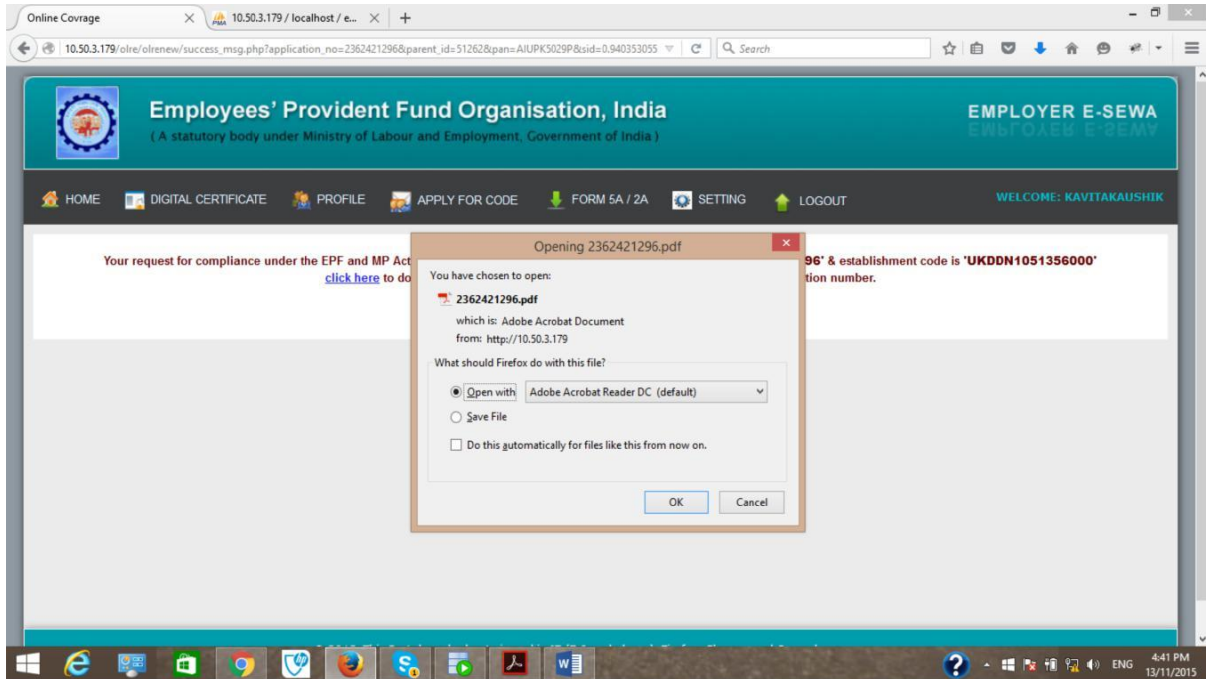 Online Covrage
10.50.3.179 / localhost / e...
10.50.3.179/olre/olrenew/success_msg.php?application_no=2362421296&parent_id=51262&pan=AIUPK5029P&sid=0.940353055
Search
Employees' Provident Fund Organisation, India
( A statutory body under Ministry of Labour and Employment, Government of India )
EMPLOYER E-SEWA
HOME DIGITAL CERTIFICATE PROFILE APPLY FOR CODE FORM 5A / 2A SETTING LOGOUT WELCOME: KAVITAKAUSHIK
Your request for compliance under the EPF and MP Act 96' & establishment code is 'UKDDN1051356000'
click here to do tion number.
Opening 2362421296.pdf
You have chosen to open:
2362421296.pdf
which is: Adobe Acrobat Document
from: http://10.50.3.179
What should Firefox do with this file?
Open with Adobe Acrobat Reader DC (default)
Save File
Do this automatically for files like this from now on.
OK Cancel
ENG 4:41 PM
13/11/2015